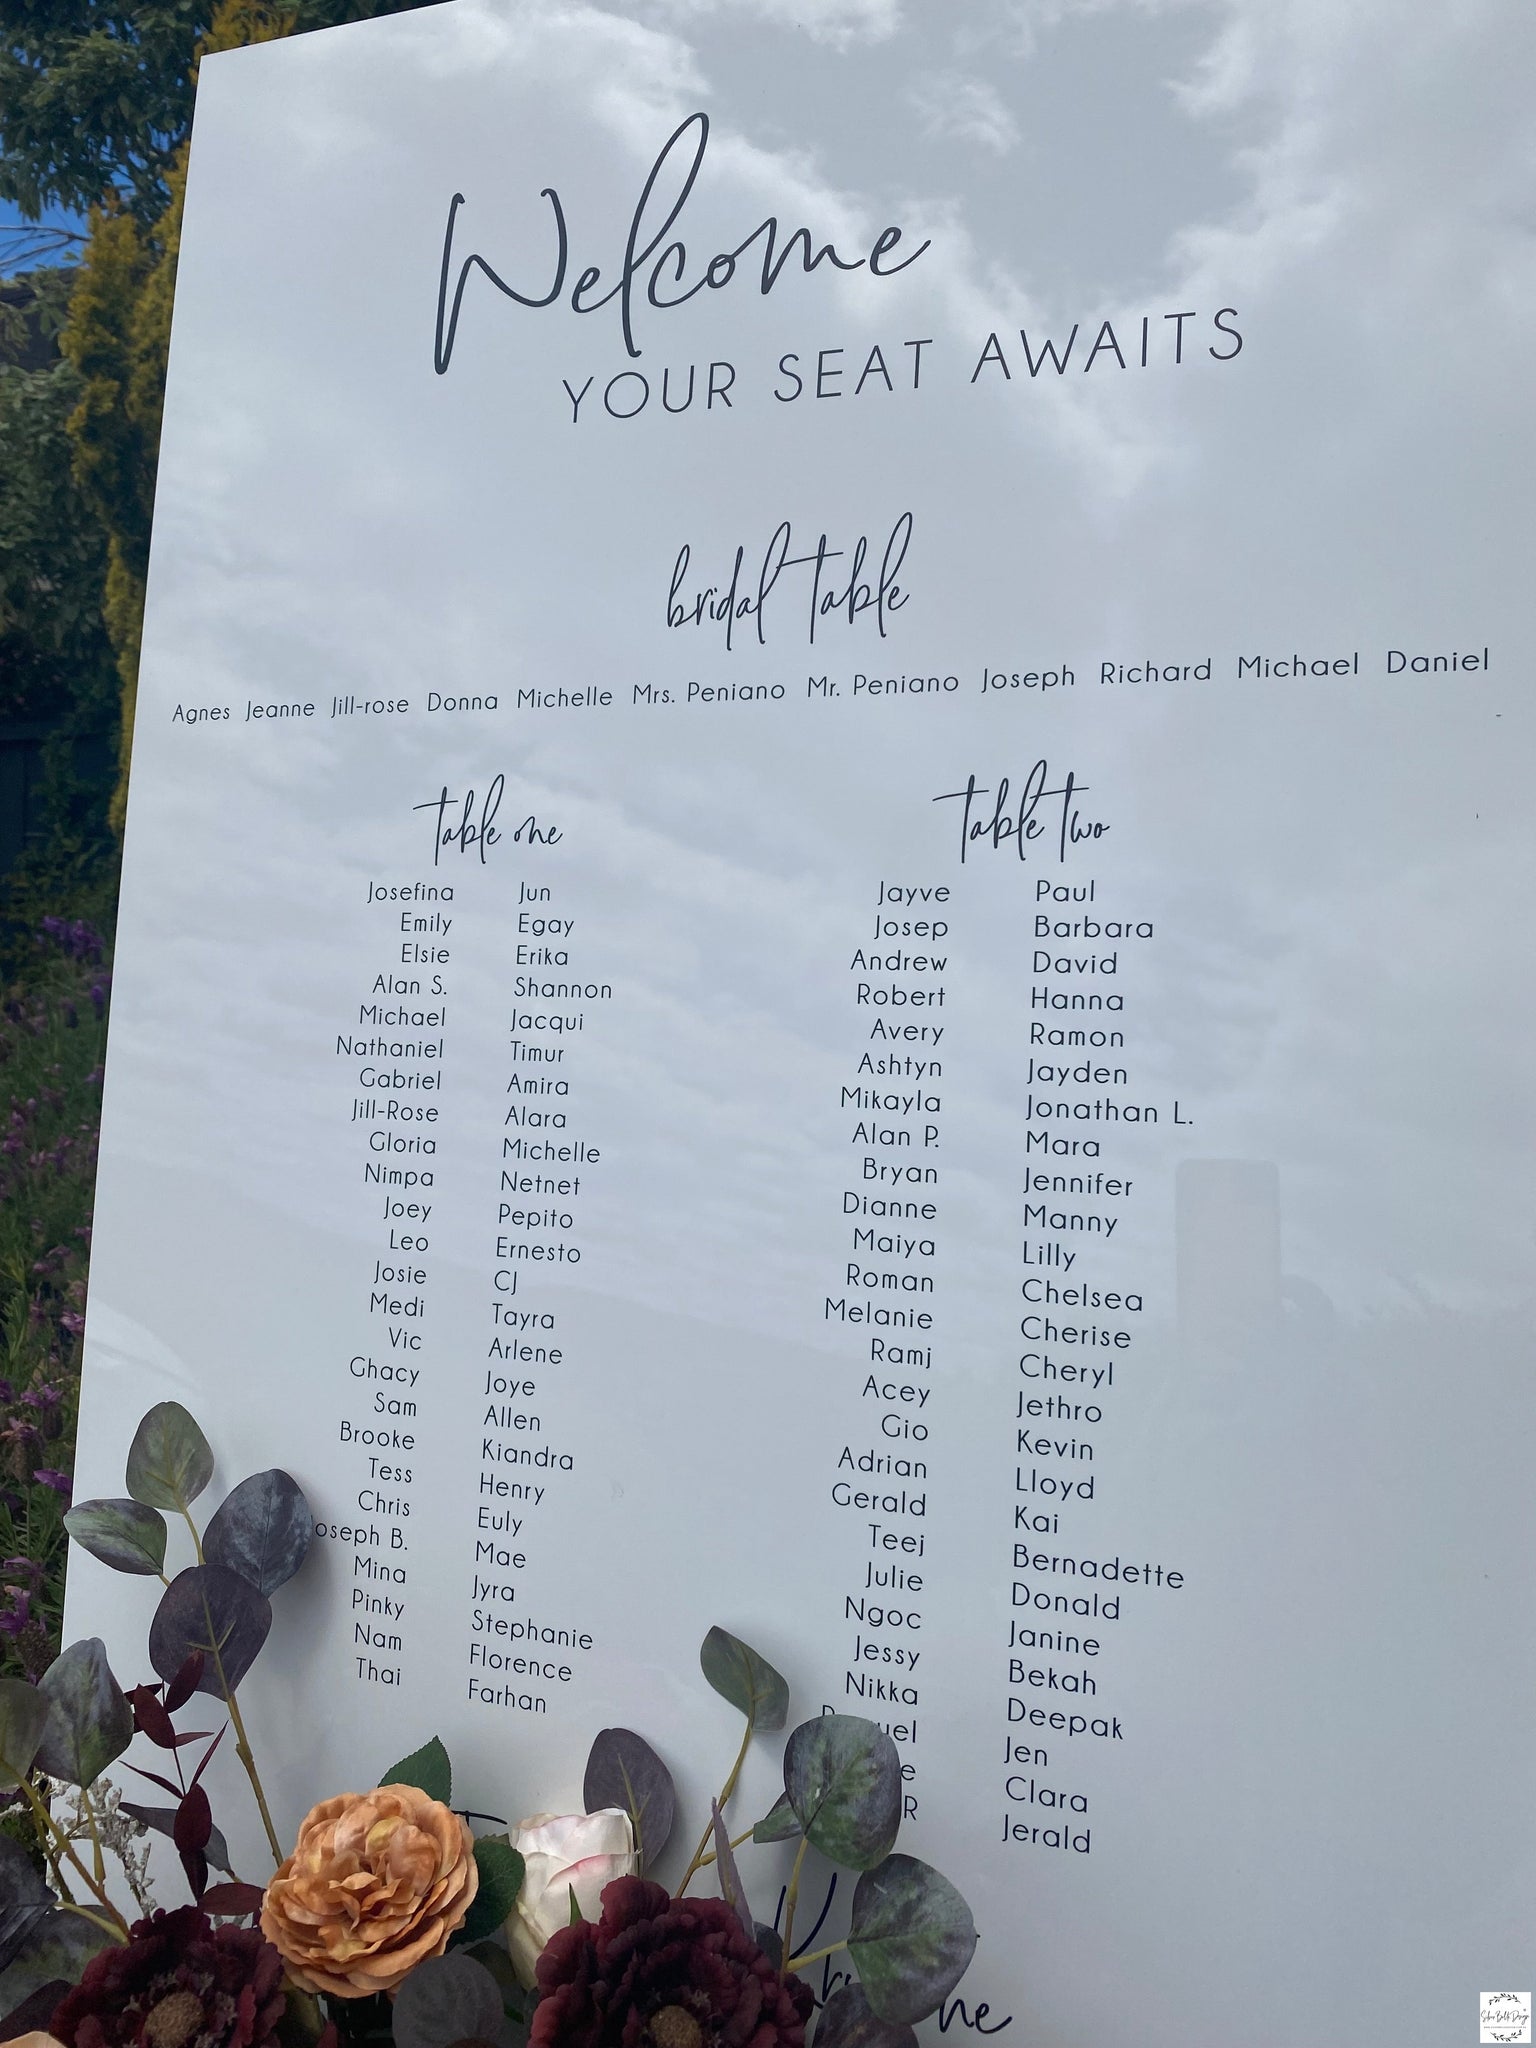 Welcome
YOUR SEAT AWAITS
bridal table
Agnes Jeanne Jill-rose Donna Michelle Mrs. Peniano Mr. Peniano Joseph Richard Michael Daniel
table one
Josefina Jun
Emily Egay
Elsie Erika
Alan S. Shannon
Michael Jacqui
Nathaniel Timur
Gabriel Amira
Jill-Rose Alara
Gloria Michelle
Nimpa Netnet
Joey Pepito
Leo Ernesto
Josie CJ
Medi Tayra
Vic Arlene
Ghacy Joye
Sam Allen
Brooke Kiandra
Tess Henry
Chris Euly
Joseph B. Mae
Mina Jyra
Pinky Stephanie
Nam Florence
Thai Farhan
table two
Jayve Paul
Josep Barbara
Andrew David
Robert Hanna
Avery Ramon
Ashtyn Jayden
Mikayla Jonathan L.
Alan P. Mara
Bryan Jennifer
Dianne Manny
Maiya Lilly
Roman Chelsea
Melanie Cherise
Ramj Cheryl
Acey Jethro
Gio Kevin
Adrian Lloyd
Gerald Kai
Teej Bernadette
Julie Donald
Ngoc Janine
Jessy Bekah
Nikka Deepak
Jen
Clara
Jerald